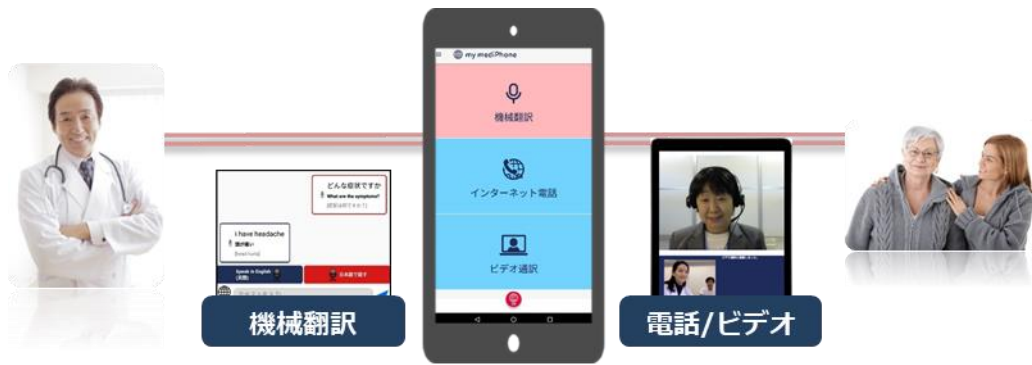 my mediPhone
機械翻訳
インターネット電話
ビデオ通訳
どんな症状ですか
What are the symptoms?
I have headache
頭が痛い
Speak in English
(英語)
日本語で話す
機械翻訳
電話/ビデオ